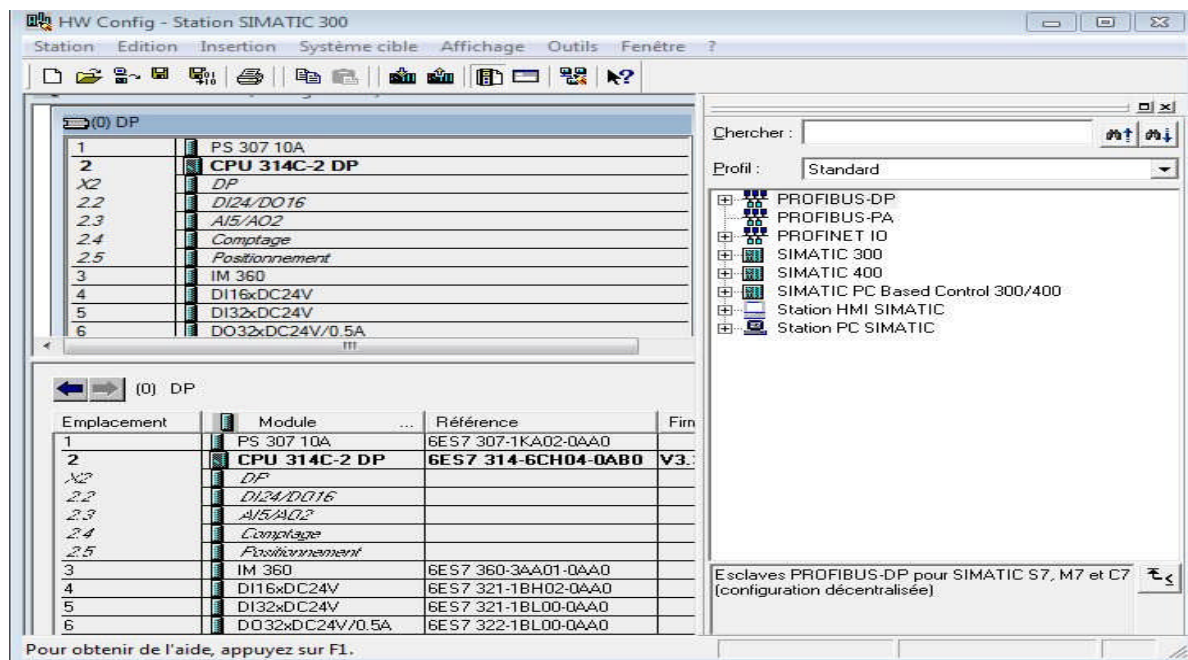 HW Config - Station SIMATIC 300
Station Edition Insertion Système cible Affichage Outils Fenêtre ?
(0) DP
1 PS 307 10A
2 CPU 314C-2 DP
X2 DP
2.2 DI24/DO16
2.3 AI5/AO2
2.4 Comptage
2.5 Positionnement
3 IM 360
4 DI16xDC24V
5 DI32xDC24V
6 DO32xDC24V/0.5A
(0) DP
Emplacement Module ... Référence Firm
1 PS 307 10A 6ES7 307-1KA02-0AA0
2 CPU 314C-2 DP 6ES7 314-6CH04-0AB0 V3.
X2 DP
2.2 DI24/DO16
2.3 AI5/AO2
2.4 Comptage
2.5 Positionnement
3 IM 360 6ES7 360-3AA01-0AA0
4 DI16xDC24V 6ES7 321-1BH02-0AA0
5 DI32xDC24V 6ES7 321-1BL00-0AA0
6 DO32xDC24V/0.5A 6ES7 322-1BL00-0AA0
Chercher :
Profil : Standard
PROFIBUS-DP
PROFIBUS-PA
PROFINET IO
SIMATIC 300
SIMATIC 400
SIMATIC PC Based Control 300/400
Station HMI SIMATIC
Station PC SIMATIC
Esclaves PROFIBUS-DP pour SIMATIC S7, M7 et C7
(configuration décentralisée)
Pour obtenir de l'aide, appuyez sur F1.